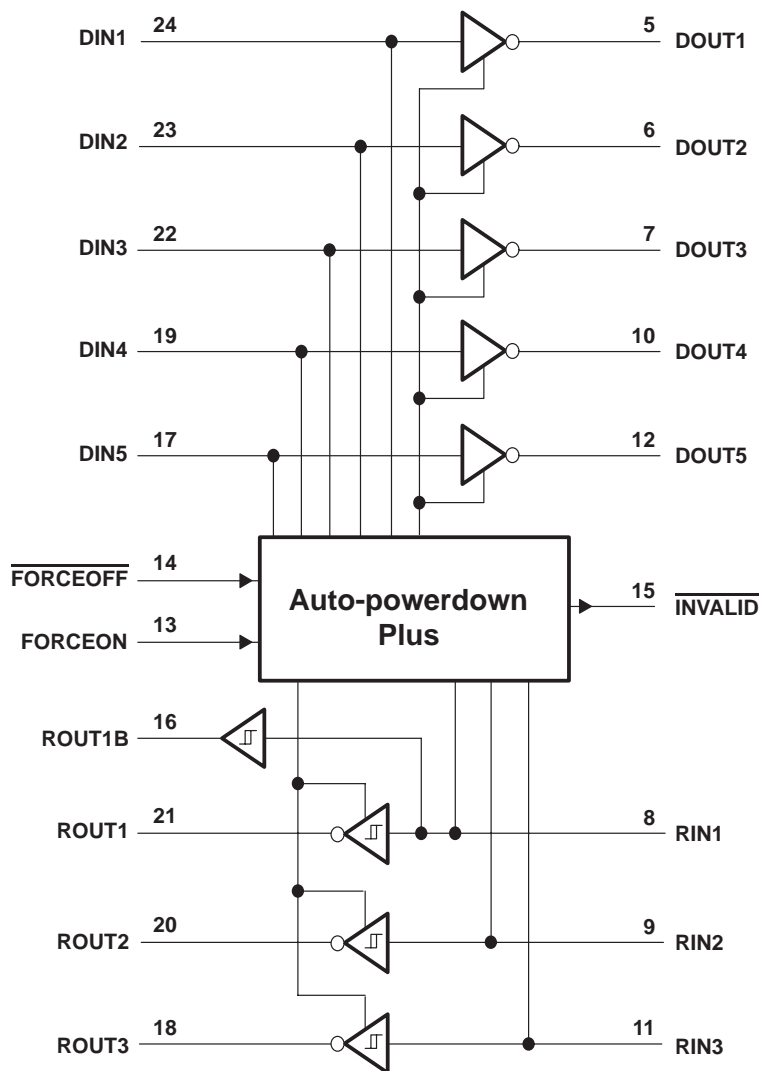 DIN1 24 5 DOUT1
DIN2 23 6 DOUT2
DIN3 22 7 DOUT3
DIN4 19 10 DOUT4
DIN5 17 12 DOUT5
FORCEOFF 14
Auto-powerdown
Plus
15 INVALID
FORCEON 13
ROUT1B 16
ROUT1 21 8 RIN1
ROUT2 20 9 RIN2
ROUT3 18 11 RIN3